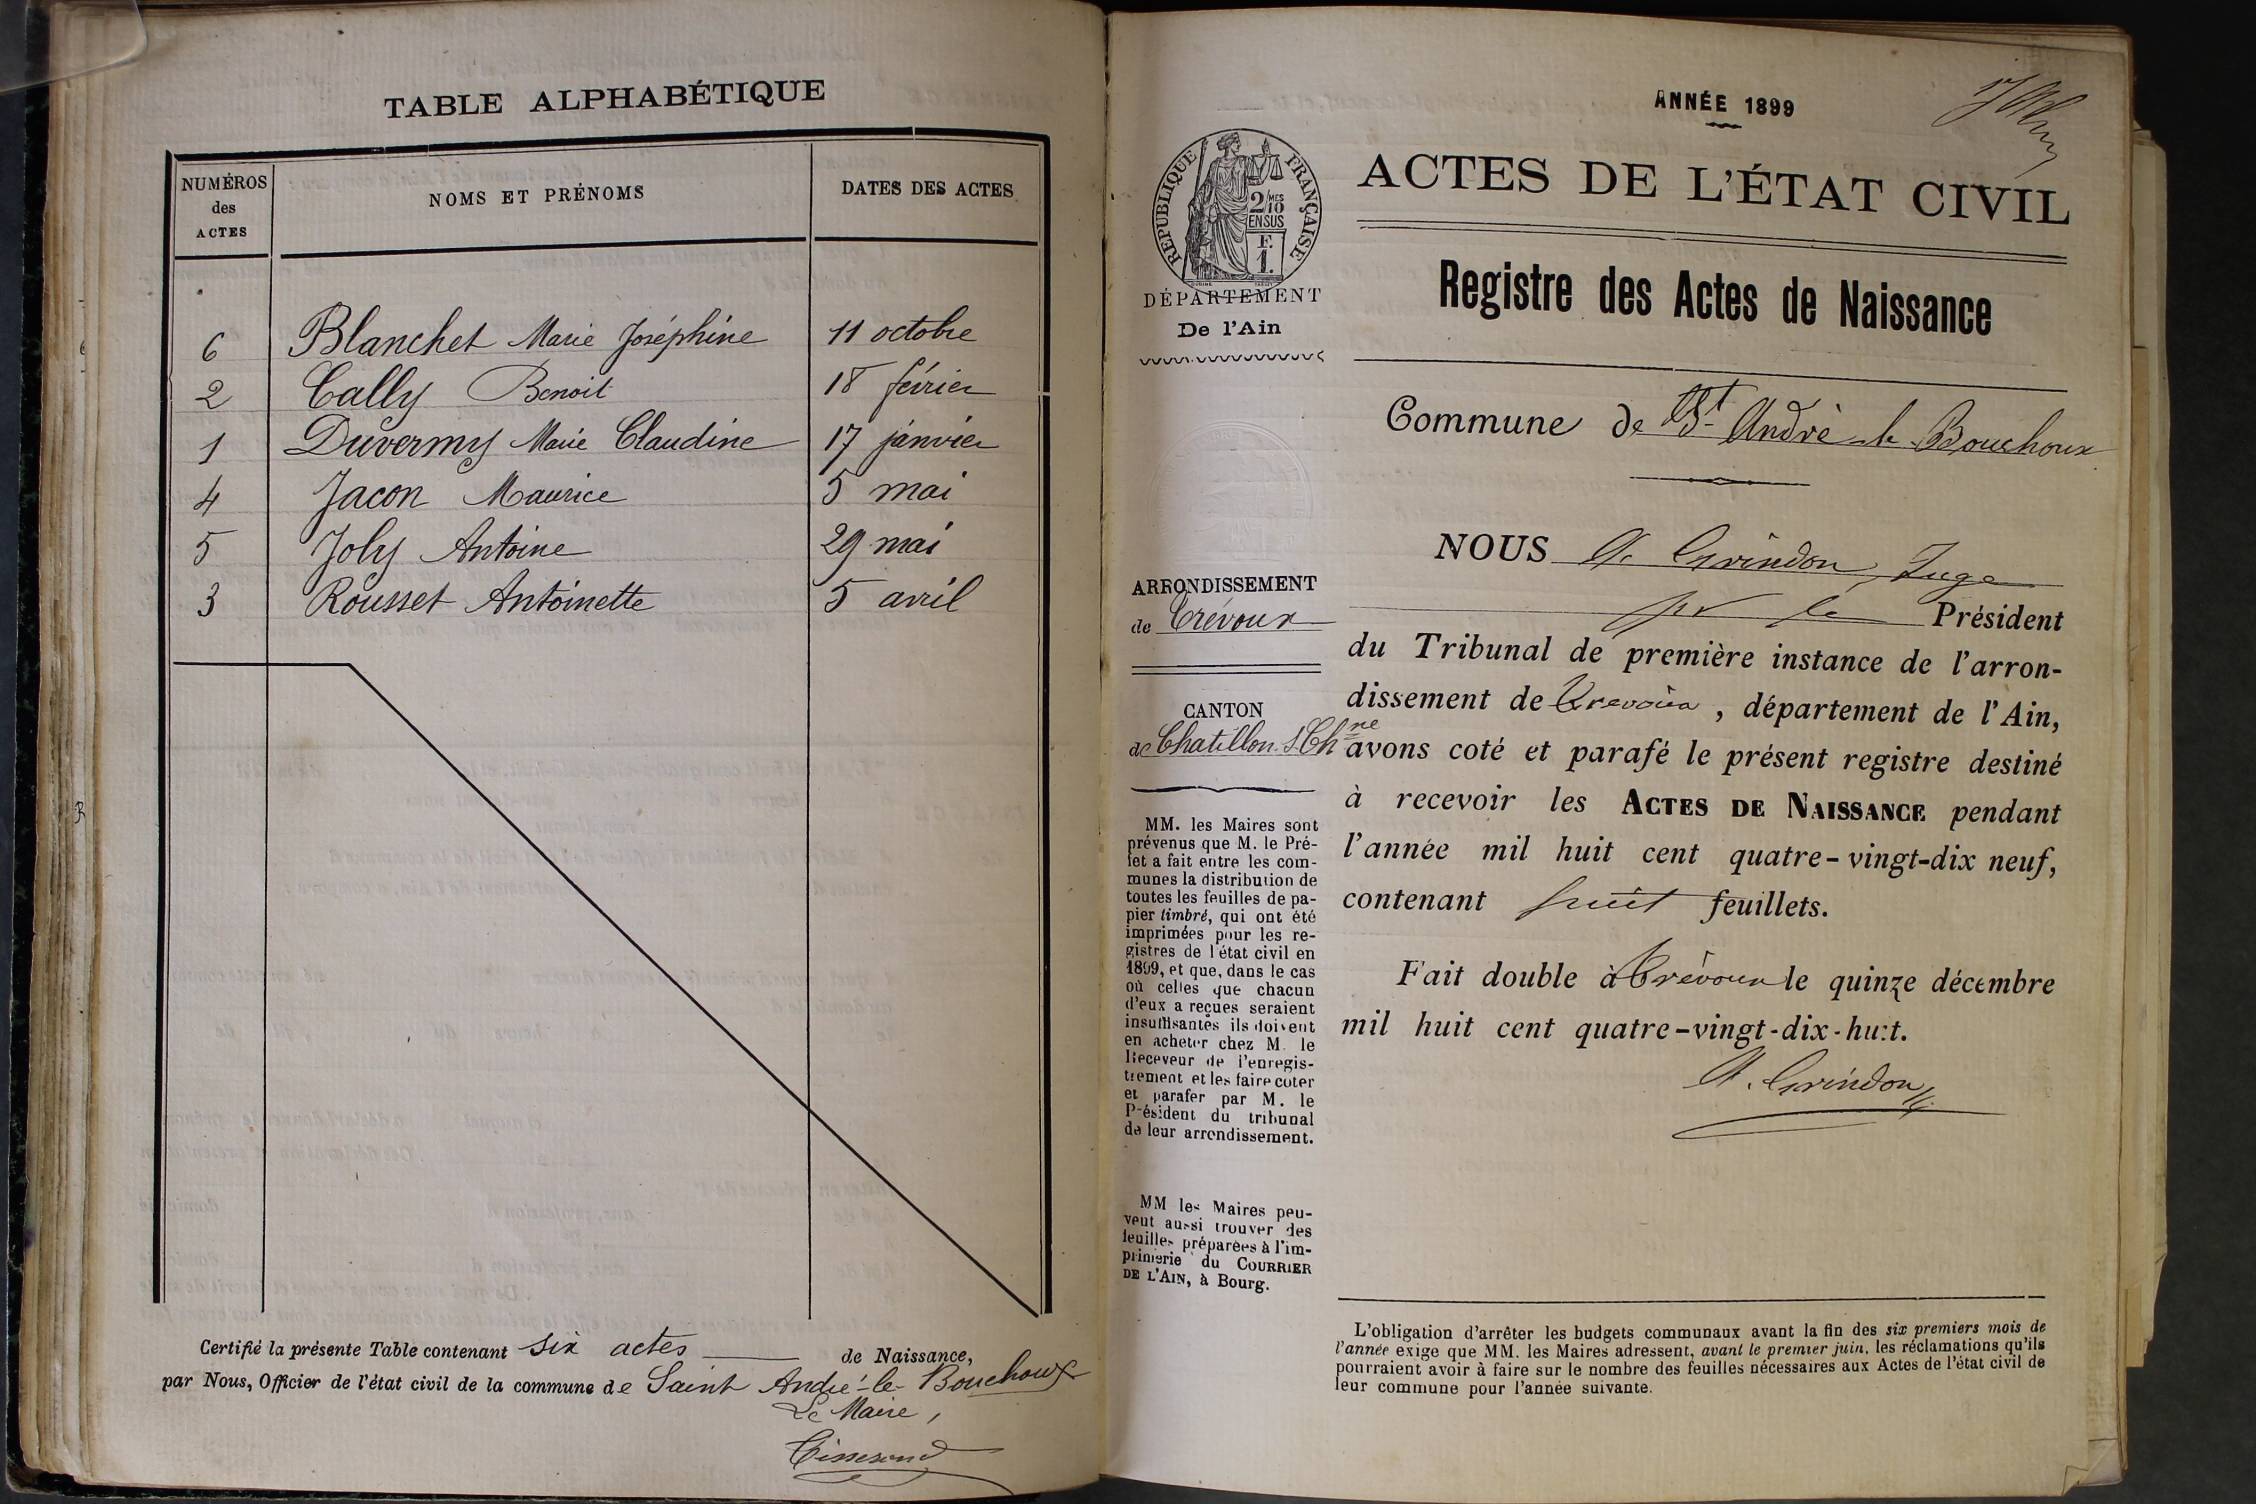 TABLE ALPHABÉTIQUE
NUMÉROS des ACTES | NOMS ET PRÉNOMS | DATES DES ACTES
6 Blanchet Marie Joséphine 11 octobre
2 Cally Benoit 18 février
1 Duvermy Marie Claudine 17 janvier
4 Jacon Maurice 5 mai
5 Joly Antoine 29 mai
3 Rousset Antoinette 5 avril
Certifié la présente Table contenant six actes de Naissance,
par Nous, Officier de l'état civil de la commune de Saint André-le-Bouchoux
Le Maire,
ANNÉE 1899
RÉPUBLIQUE FRANÇAISE
2/10 MES
EN SUS
F.
1.
DÉPARTEMENT
De l'Ain
ARRONDISSEMENT
de Trévoux
CANTON
de Chatillon s. Chne
MM. les Maires sont
prévenus que M. le Pré-
fet a fait entre les com-
munes la distribution de
toutes les feuilles de pa-
pier timbré, qui ont été
imprimées pour les re-
gistres de l'état civil en
1899, et que, dans le cas
où celles que chacun
d'eux a reçues seraient
insuffisantes ils doivent
en acheter chez M. le
Receveur de l'enregis-
trement et les faire coter
et parafer par M. le
Président du tribunal
de leur arrondissement.
MM les Maires peu-
vent aussi trouver des
feuilles préparées à l'im-
primerie du COURRIER
DE L'AIN, à Bourg.
ACTES DE L'ÉTAT CIVIL
Registre des Actes de Naissance
Commune de St André le Bouchoux
NOUS A. Grindon, Juge
pr le Président
du Tribunal de première instance de l'arron-
dissement de Trévoux, département de l'Ain,
avons coté et parafé le présent registre destiné
à recevoir les ACTES DE NAISSANCE pendant
l'année mil huit cent quatre-vingt-dix neuf,
contenant huit feuillets.
Fait double à Trévoux le quinze décembre
mil huit cent quatre-vingt-dix-huit.
A. Grindon
L'obligation d'arrêter les budgets communaux avant la fin des six premiers mois de
l'année exige que MM. les Maires adressent, avant le premier juin, les réclamations qu'ils
pourraient avoir à faire sur le nombre des feuilles nécessaires aux Actes de l'état civil de
leur commune pour l'année suivante.